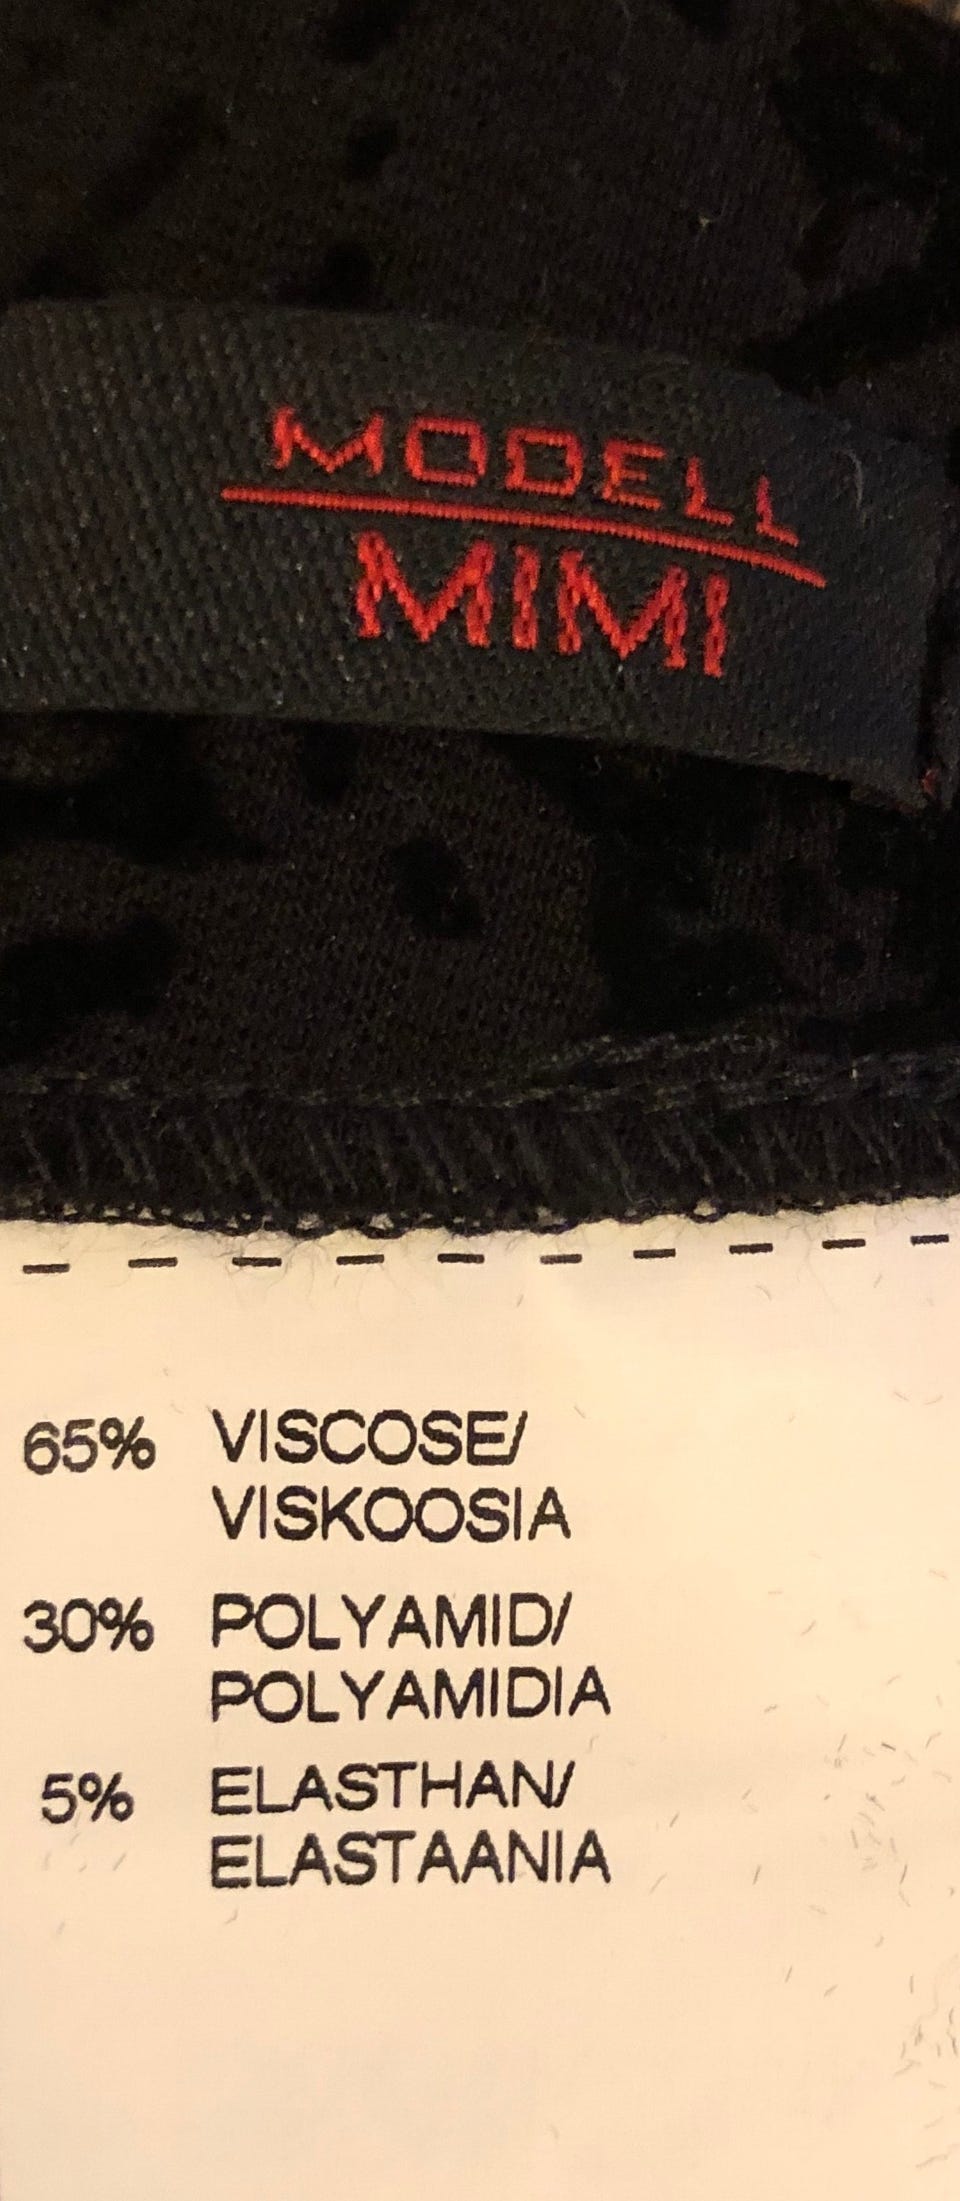 MODELL
MIMI
65% VISCOSE/
VISKOOSIA
30% POLYAMID/
POLYAMIDIA
5% ELASTHAN/
ELASTAANIA